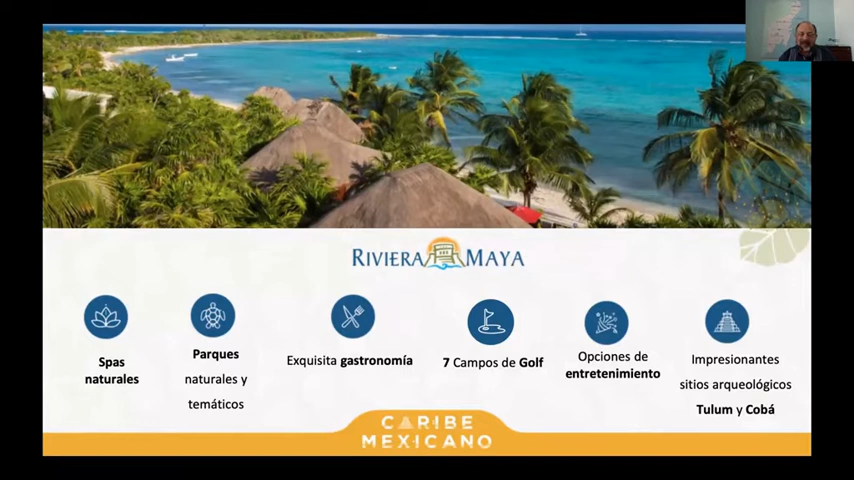 RIVIERA MAYA
Spas
naturales
Parques
naturales y
temáticos
Exquisita gastronomía
7 Campos de Golf
Opciones de
entretenimiento
Impresionantes
sitios arqueológicos
Tulum y Cobá
CARIBE
MEXICANO